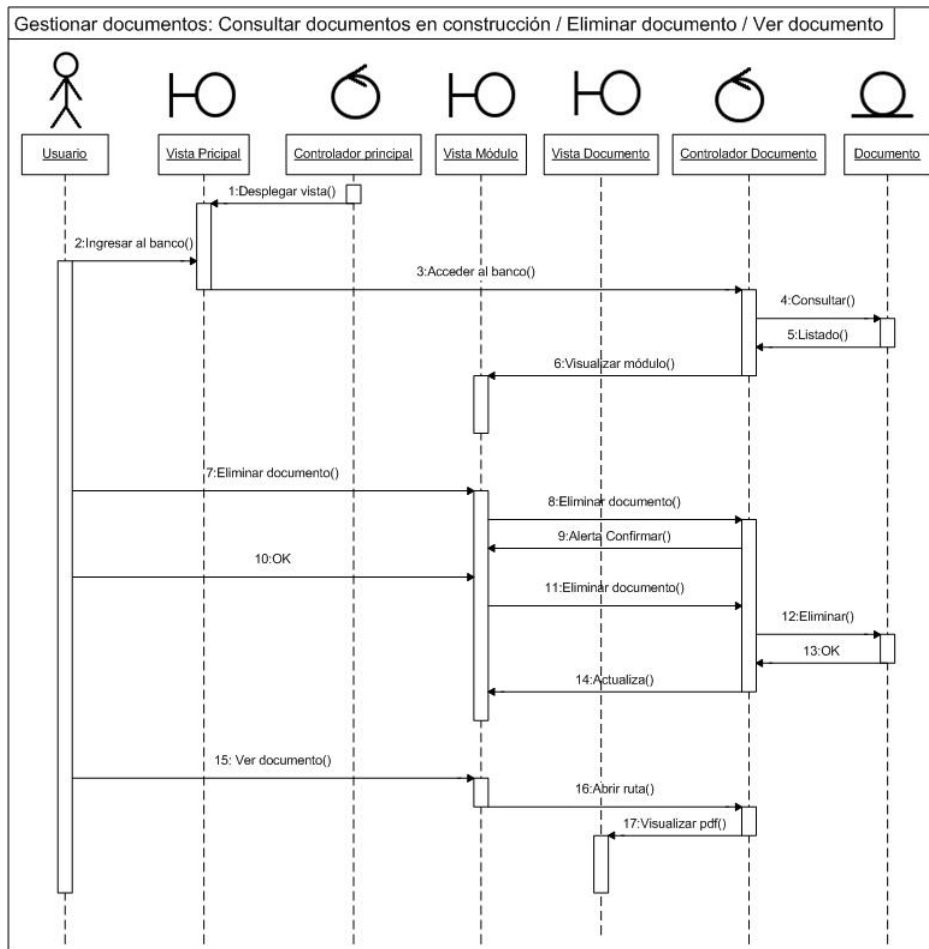 Gestionar documentos: Consultar documentos en construcción / Eliminar documento / Ver documento
Usuario
Vista Pricipal
Controlador principal
Vista Módulo
Vista Documento
Controlador Documento
Documento
1:Desplegar vista()
2:Ingresar al banco()
3:Acceder al banco()
4:Consultar()
5:Listado()
6:Visualizar módulo()
7:Eliminar documento()
8:Eliminar documento()
9:Alerta Confirmar()
10:OK
11:Eliminar documento()
12:Eliminar()
13:OK
14:Actualiza()
15: Ver documento()
16:Abrir ruta()
17:Visualizar pdf()